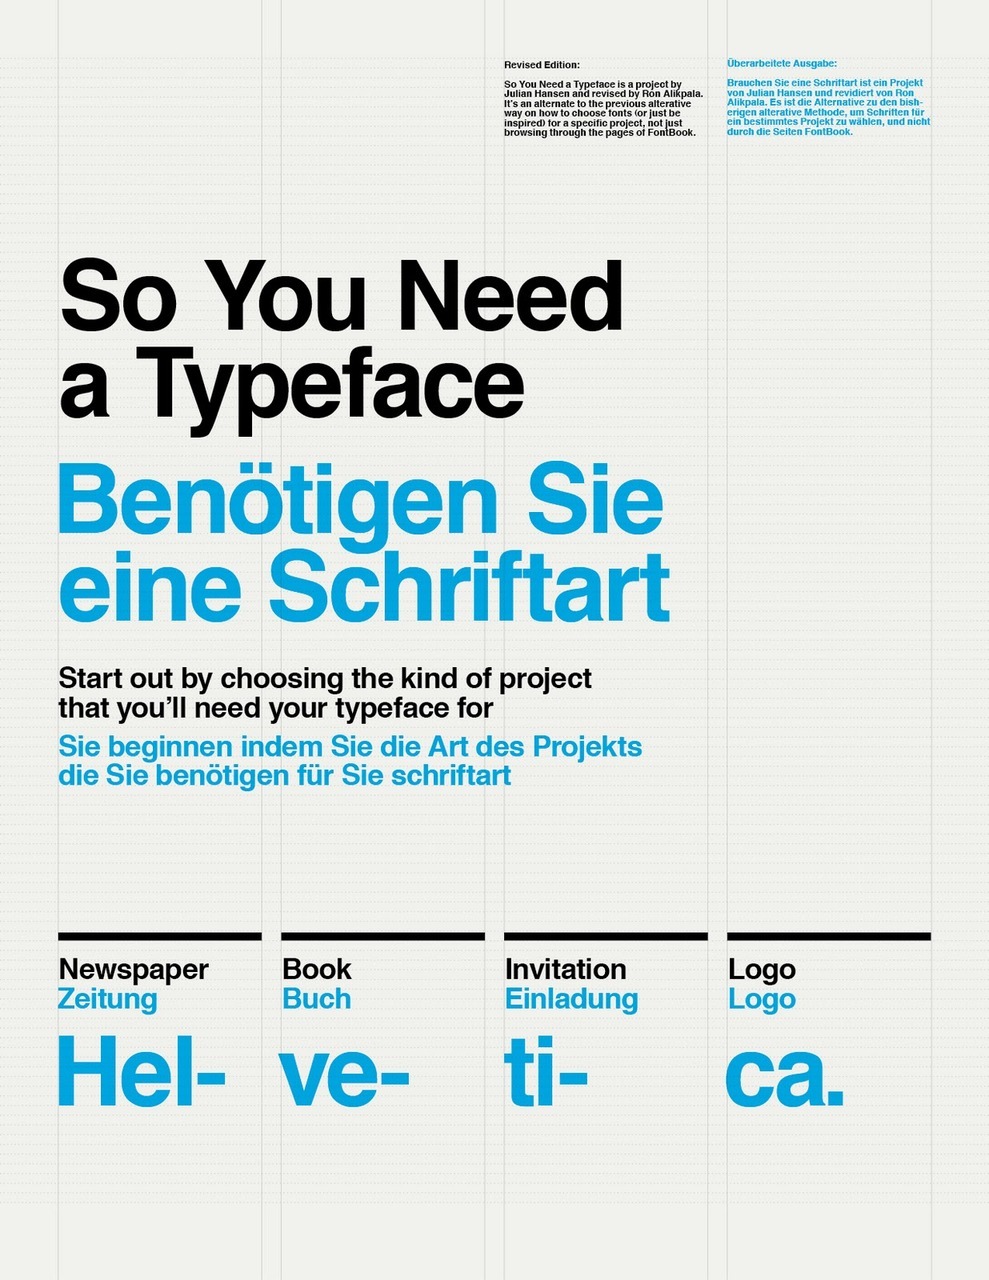 Revised Edition:
So You Need a Typeface is a project by
Julian Hansen and revised by Ron Alikpala.
It's an alternate to the previous alterative
way on how to choose fonts (or just be
inspired) for a specific project, not just
browsing through the pages of FontBook.
Überarbeitete Ausgabe:
Brauchen Sie eine Schriftart ist ein Projekt
von Julian Hansen und revidiert von Ron
Alikpala. Es ist die Alternative zu den bish-
erigen alterative Methode, um Schriften für
ein bestimmtes Projekt zu wählen, und nicht
durch die Seiten FontBook.
So You Need
a Typeface
Benötigen Sie
eine Schriftart
Start out by choosing the kind of project
that you’ll need your typeface for
Sie beginnen indem Sie die Art des Projekts
die Sie benötigen für Sie schriftart
Newspaper
Zeitung
Hel-
Book
Buch
ve-
Invitation
Einladung
ti-
Logo
Logo
ca.